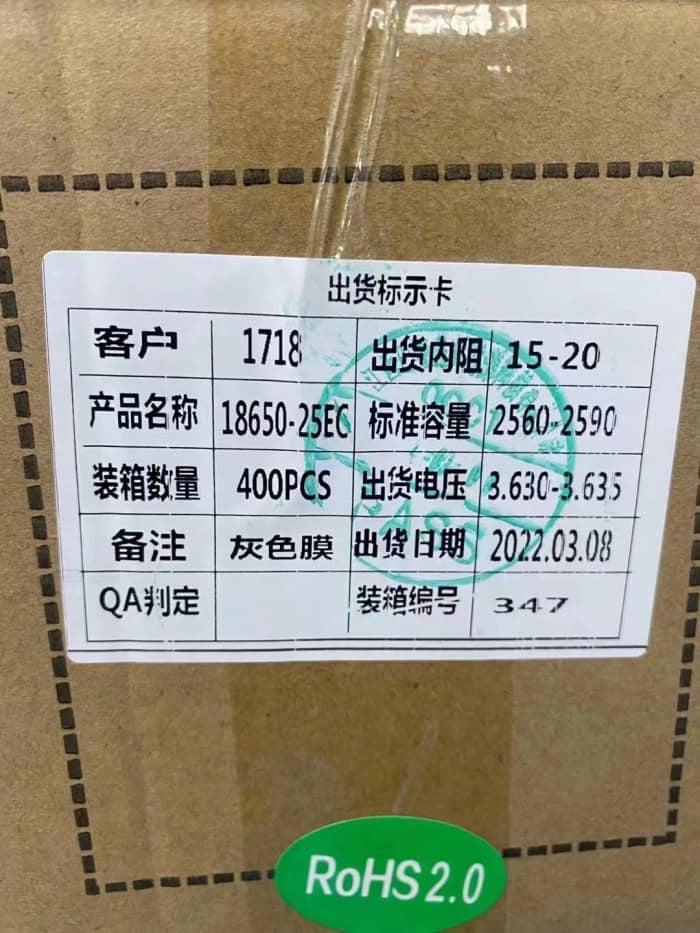 出货标示卡
客户 1718 出货内阻 15-20
产品名称 18650-25EC 标准容量 2560-2590
装箱数量 400PCS 出货电压 3.630-3.635
备注 灰色膜 出货日期 2022.03.08
QA判定 装箱编号 347
RoHS2.0